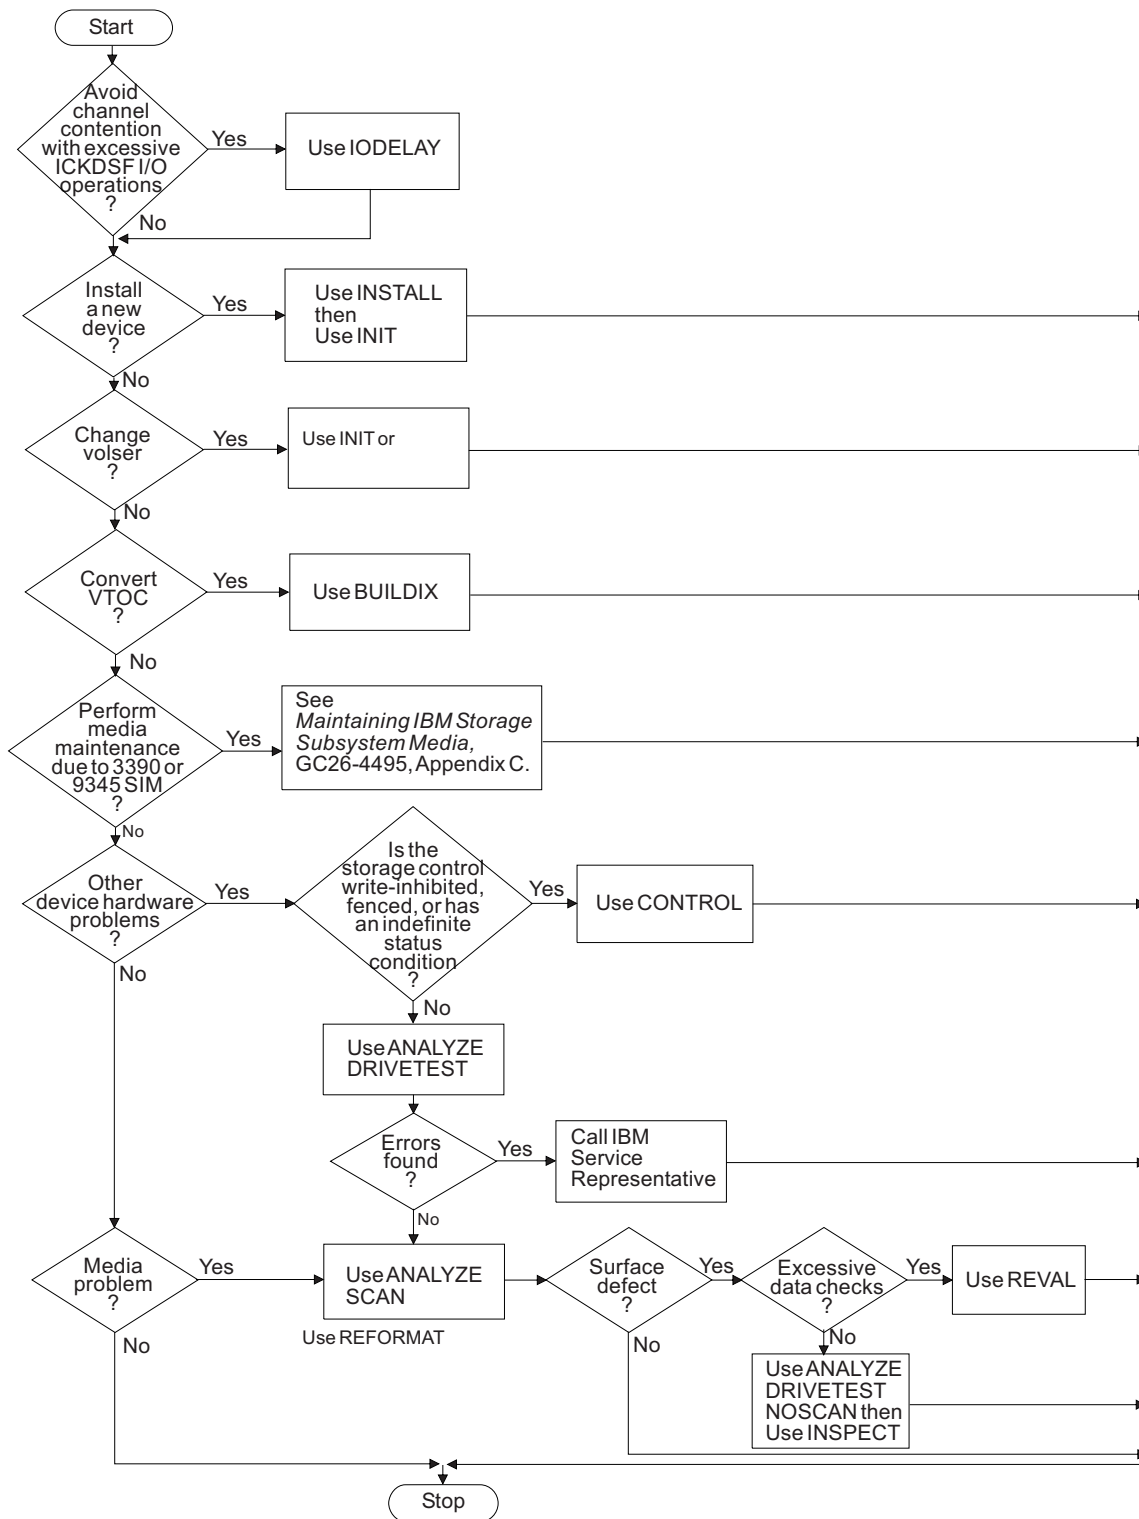 Start
Avoid
channel
contention
with excessive
ICKDSF I/O
operations
?
Yes
Use IODELAY
No
Install
a new
device
?
Yes
Use INSTALL
then
Use INIT
No
Change
volser
?
Yes
Use INIT or
No
Convert
VTOC
?
Yes
Use BUILDIX
No
Perform
media
maintenance
due to 3390 or
9345 SIM
?
Yes
See
Maintaining IBM Storage
Subsystem Media,
GC26-4495, Appendix C.
No
Other
device hardware
problems
?
Yes
Is the
storage control
write-inhibited,
fenced, or has
an indefinite
status
condition
?
Yes
Use CONTROL
No
No
Use ANALYZE
DRIVETEST
Errors
found
?
Yes
Call IBM
Service
Representative
No
Media
problem
?
Yes
Use ANALYZE
SCAN
Use REFORMAT
Surface
defect
?
Yes
Excessive
data checks
?
Yes
Use REVAL
No
No
No
Use ANALYZE
DRIVETEST
NOSCAN then
Use INSPECT
Stop